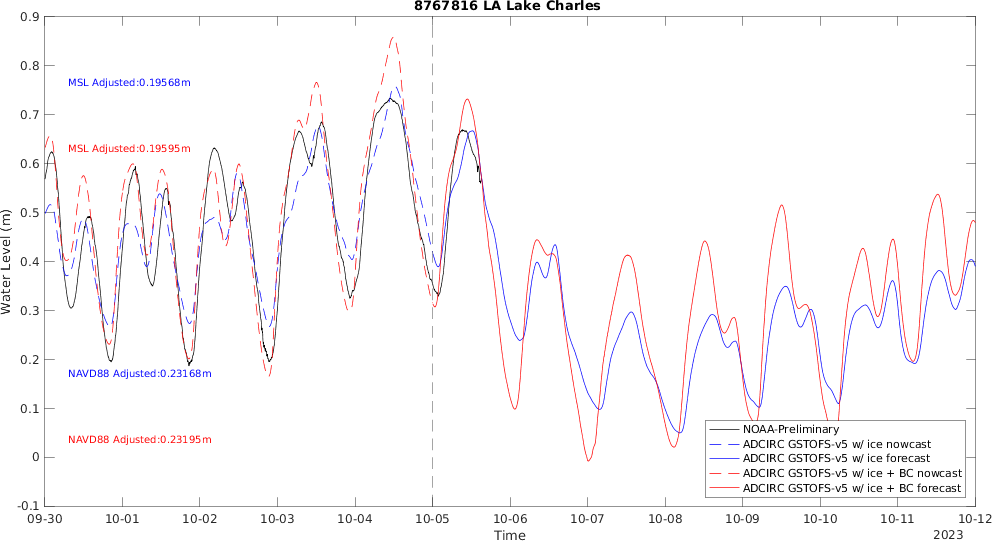 8767816 LA Lake Charles
0.9
0.8
0.7
0.6
0.5
0.4
0.3
0.2
0.1
0
-0.1
Water Level (m)
MSL Adjusted:0.19568m
MSL Adjusted:0.19595m
NAVD88 Adjusted:0.23168m
NAVD88 Adjusted:0.23195m
NOAA-Preliminary
ADCIRC GSTOFS-v5 w/ ice nowcast
ADCIRC GSTOFS-v5 w/ ice forecast
ADCIRC GSTOFS-v5 w/ ice + BC nowcast
ADCIRC GSTOFS-v5 w/ ice + BC forecast
09-30 10-01 10-02 10-03 10-04 10-05 10-06 10-07 10-08 10-09 10-10 10-11 10-12
Time
2023